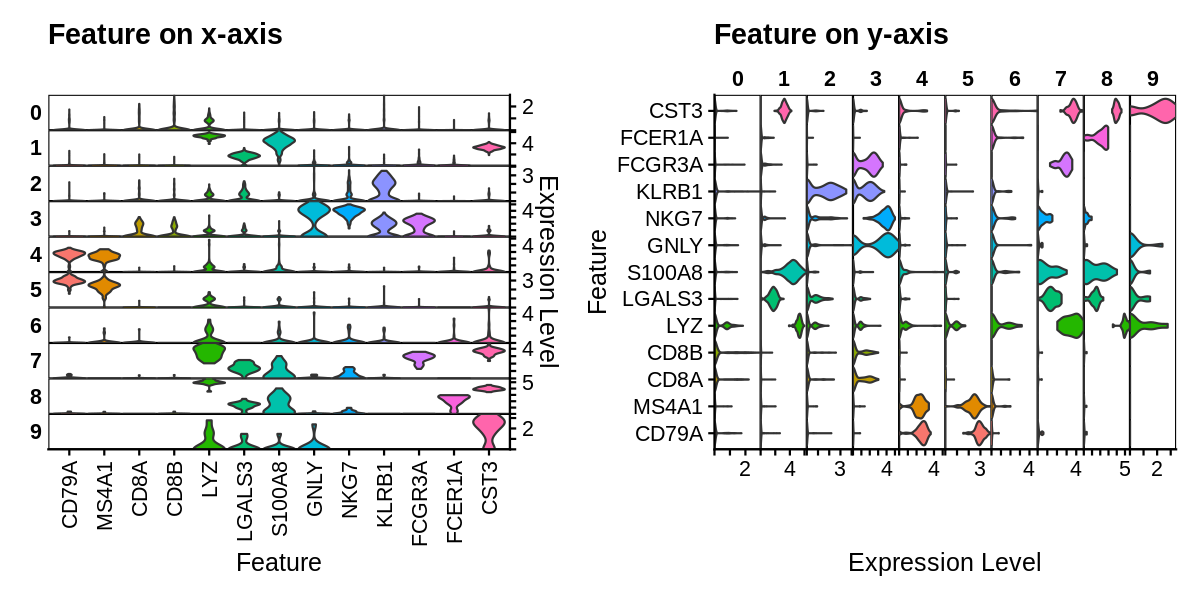 Feature on x-axis
0
1
2
3
4
5
6
7
8
9
2
4
3
4
4
3
4
4
5
2
Expression Level
CD79A
MS4A1
CD8A
CD8B
LYZ
LGALS3
S100A8
GNLY
NKG7
KLRB1
FCGR3A
FCER1A
CST3
Feature
Feature on y-axis
0 1 2 3 4 5 6 7 8 9
CST3
FCER1A
FCGR3A
KLRB1
NKG7
GNLY
S100A8
LGALS3
LYZ
CD8B
CD8A
MS4A1
CD79A
Feature
2 4 3 4 4 3 4 4 5 2
Expression Level